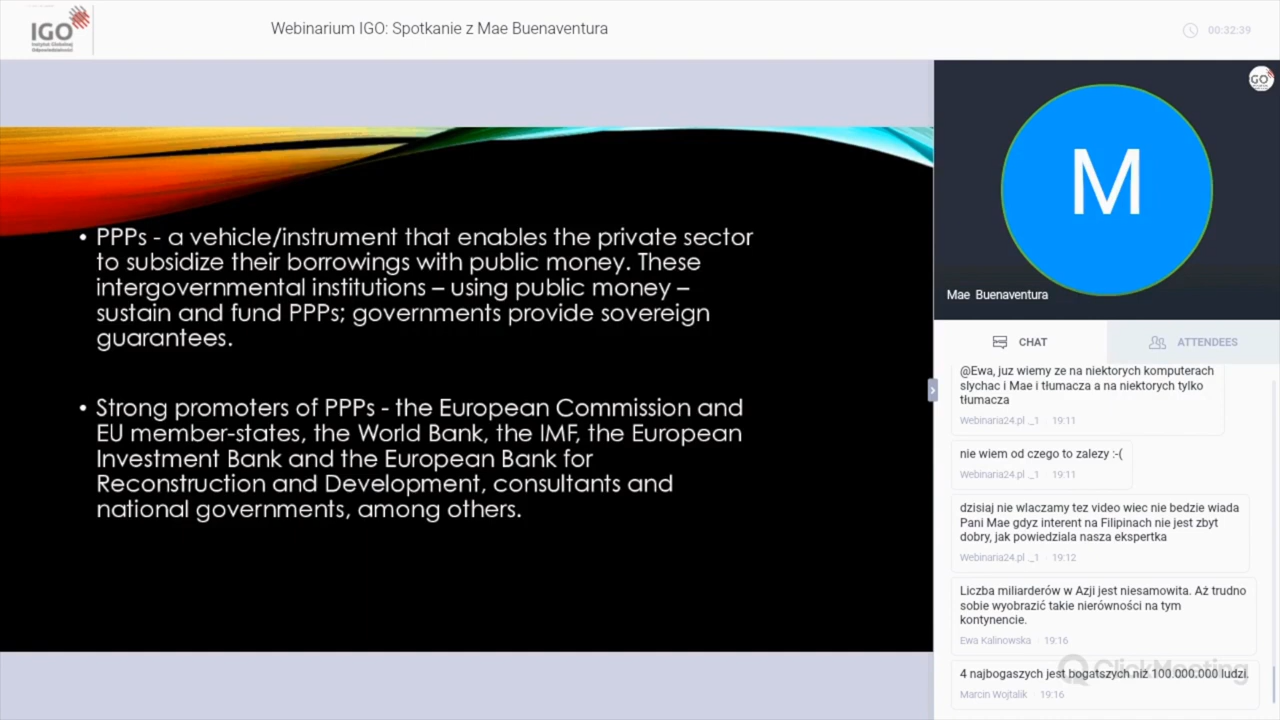 IGO
Instytut Globalnej
Odpowiedzialności
Webinarium IGO: Spotkanie z Mae Buenaventura
00:32:39
• PPPs - a vehicle/instrument that enables the private sector
to subsidize their borrowings with public money. These
intergovernmental institutions – using public money –
sustain and fund PPPs; governments provide sovereign
guarantees.
• Strong promoters of PPPs - the European Commission and
EU member-states, the World Bank, the IMF, the European
Investment Bank and the European Bank for
Reconstruction and Development, consultants and
national governments, among others.
IGO
M
Mae Buenaventura
CHAT
ATTENDEES
@Ewa, juz wiemy ze na niektorych komputerach
slychac i Mae i tłumacza a na niektorych tylko
tłumacza
Webinaria24.pl ._1 · 19:11
nie wiem od czego to zalezy :-(
Webinaria24.pl ._1 · 19:11
dzisiaj nie wlaczamy tez video wiec nie bedzie wiada
Pani Mae gdyz interent na Filipinach nie jest zbyt
dobry, jak powiedziala nasza ekspertka
Webinaria24.pl ._1 · 19:12
Liczba miliarderów w Azji jest niesamowita. Aż trudno
sobie wyobrazić takie nierówności na tym
kontynencie.
Ewa Kalinowska · 19:16
4 najbogaszych jest bogatszych niż 100.000.000 ludzi.
Marcin Wojtalik · 19:16
ClickMeeting